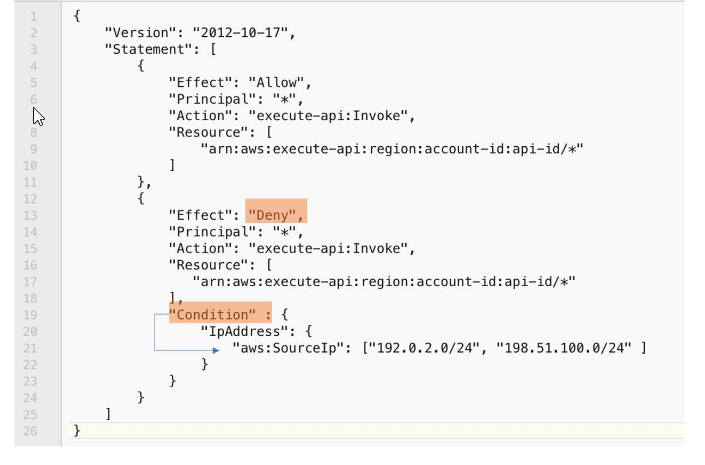 1 {
2 "Version": "2012-10-17",
3 "Statement": [
4 {
5 "Effect": "Allow",
6 "Principal": "*",
"Action": "execute-api:Invoke",
8 "Resource": [
9 "arn:aws:execute-api:region:account-id:api-id/*"
10 ]
11 },
12 {
13 "Effect": "Deny",
14 "Principal": "*",
15 "Action": "execute-api:Invoke",
16 "Resource": [
17 "arn:aws:execute-api:region:account-id:api-id/*"
18 ],
19 "Condition" : {
20 "IpAddress": {
21 "aws:SourceIp": ["192.0.2.0/24", "198.51.100.0/24" ]
22 }
23 }
24 }
25 ]
26 }